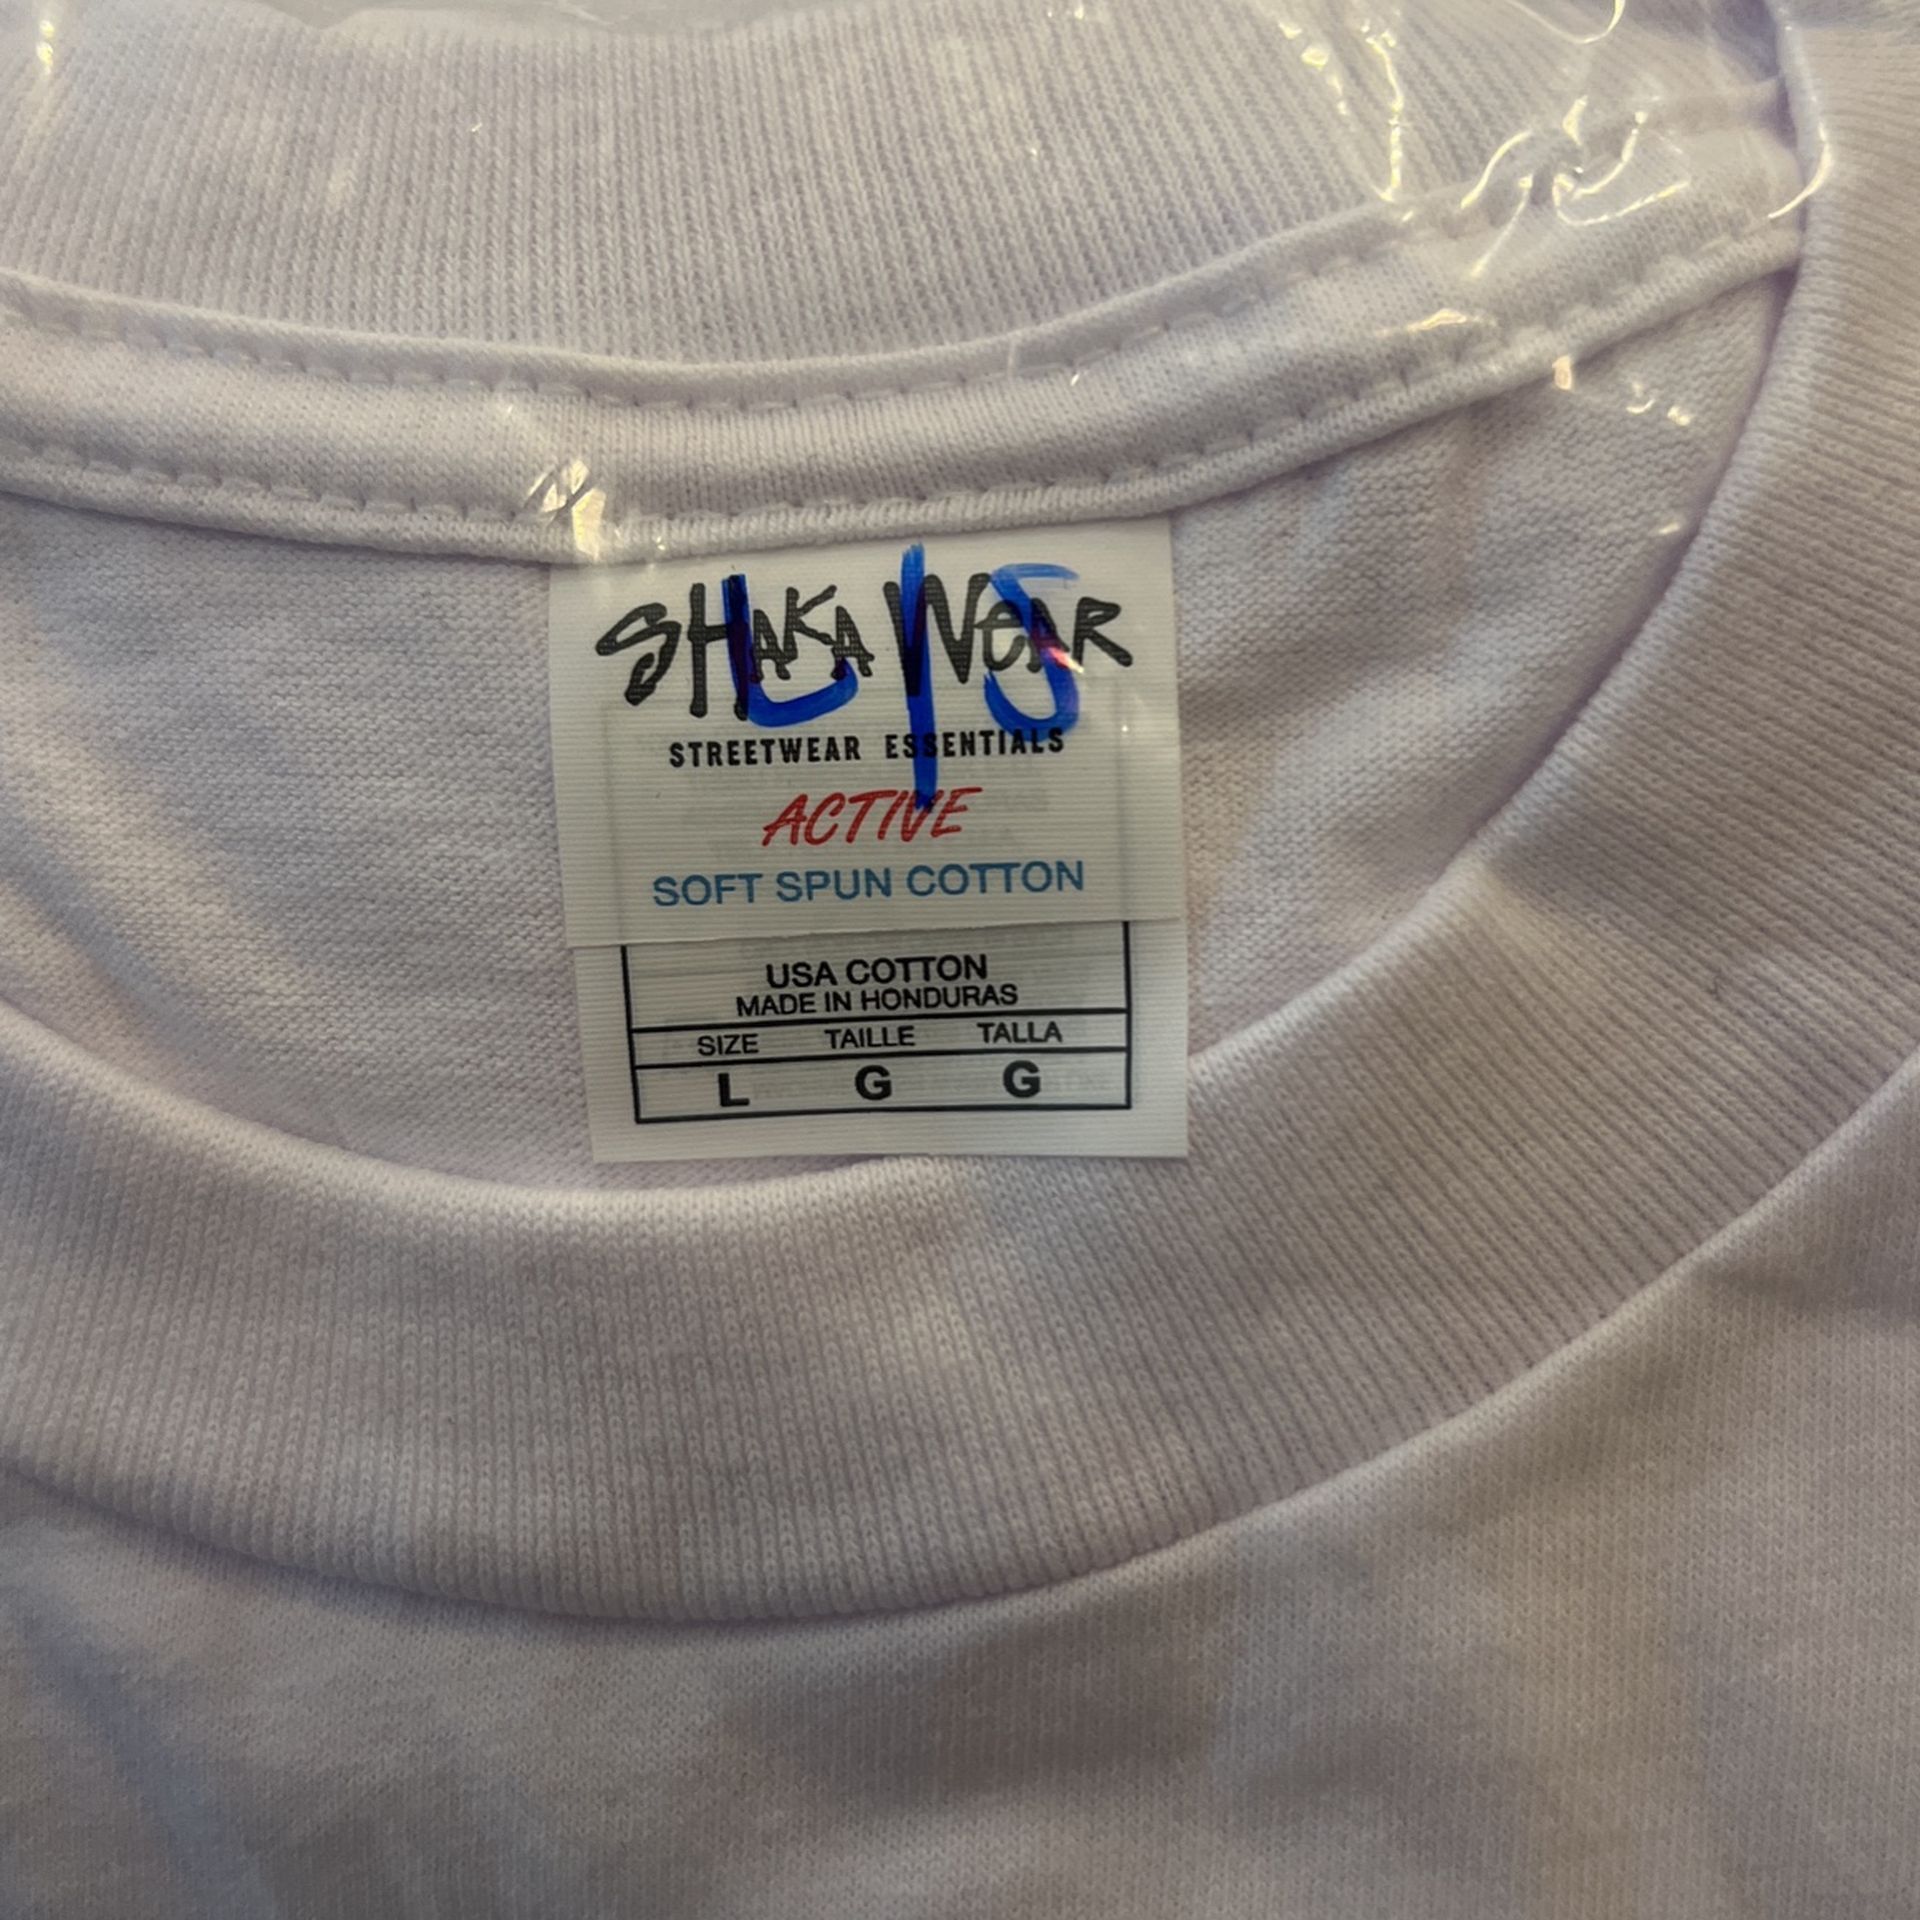 SHAKA WEAR
L/S
STREETWEAR ESSENTIALS
ACTIVE
SOFT SPUN COTTON
USA COTTON
MADE IN HONDURAS
SIZE TAILLE TALLA
L G G